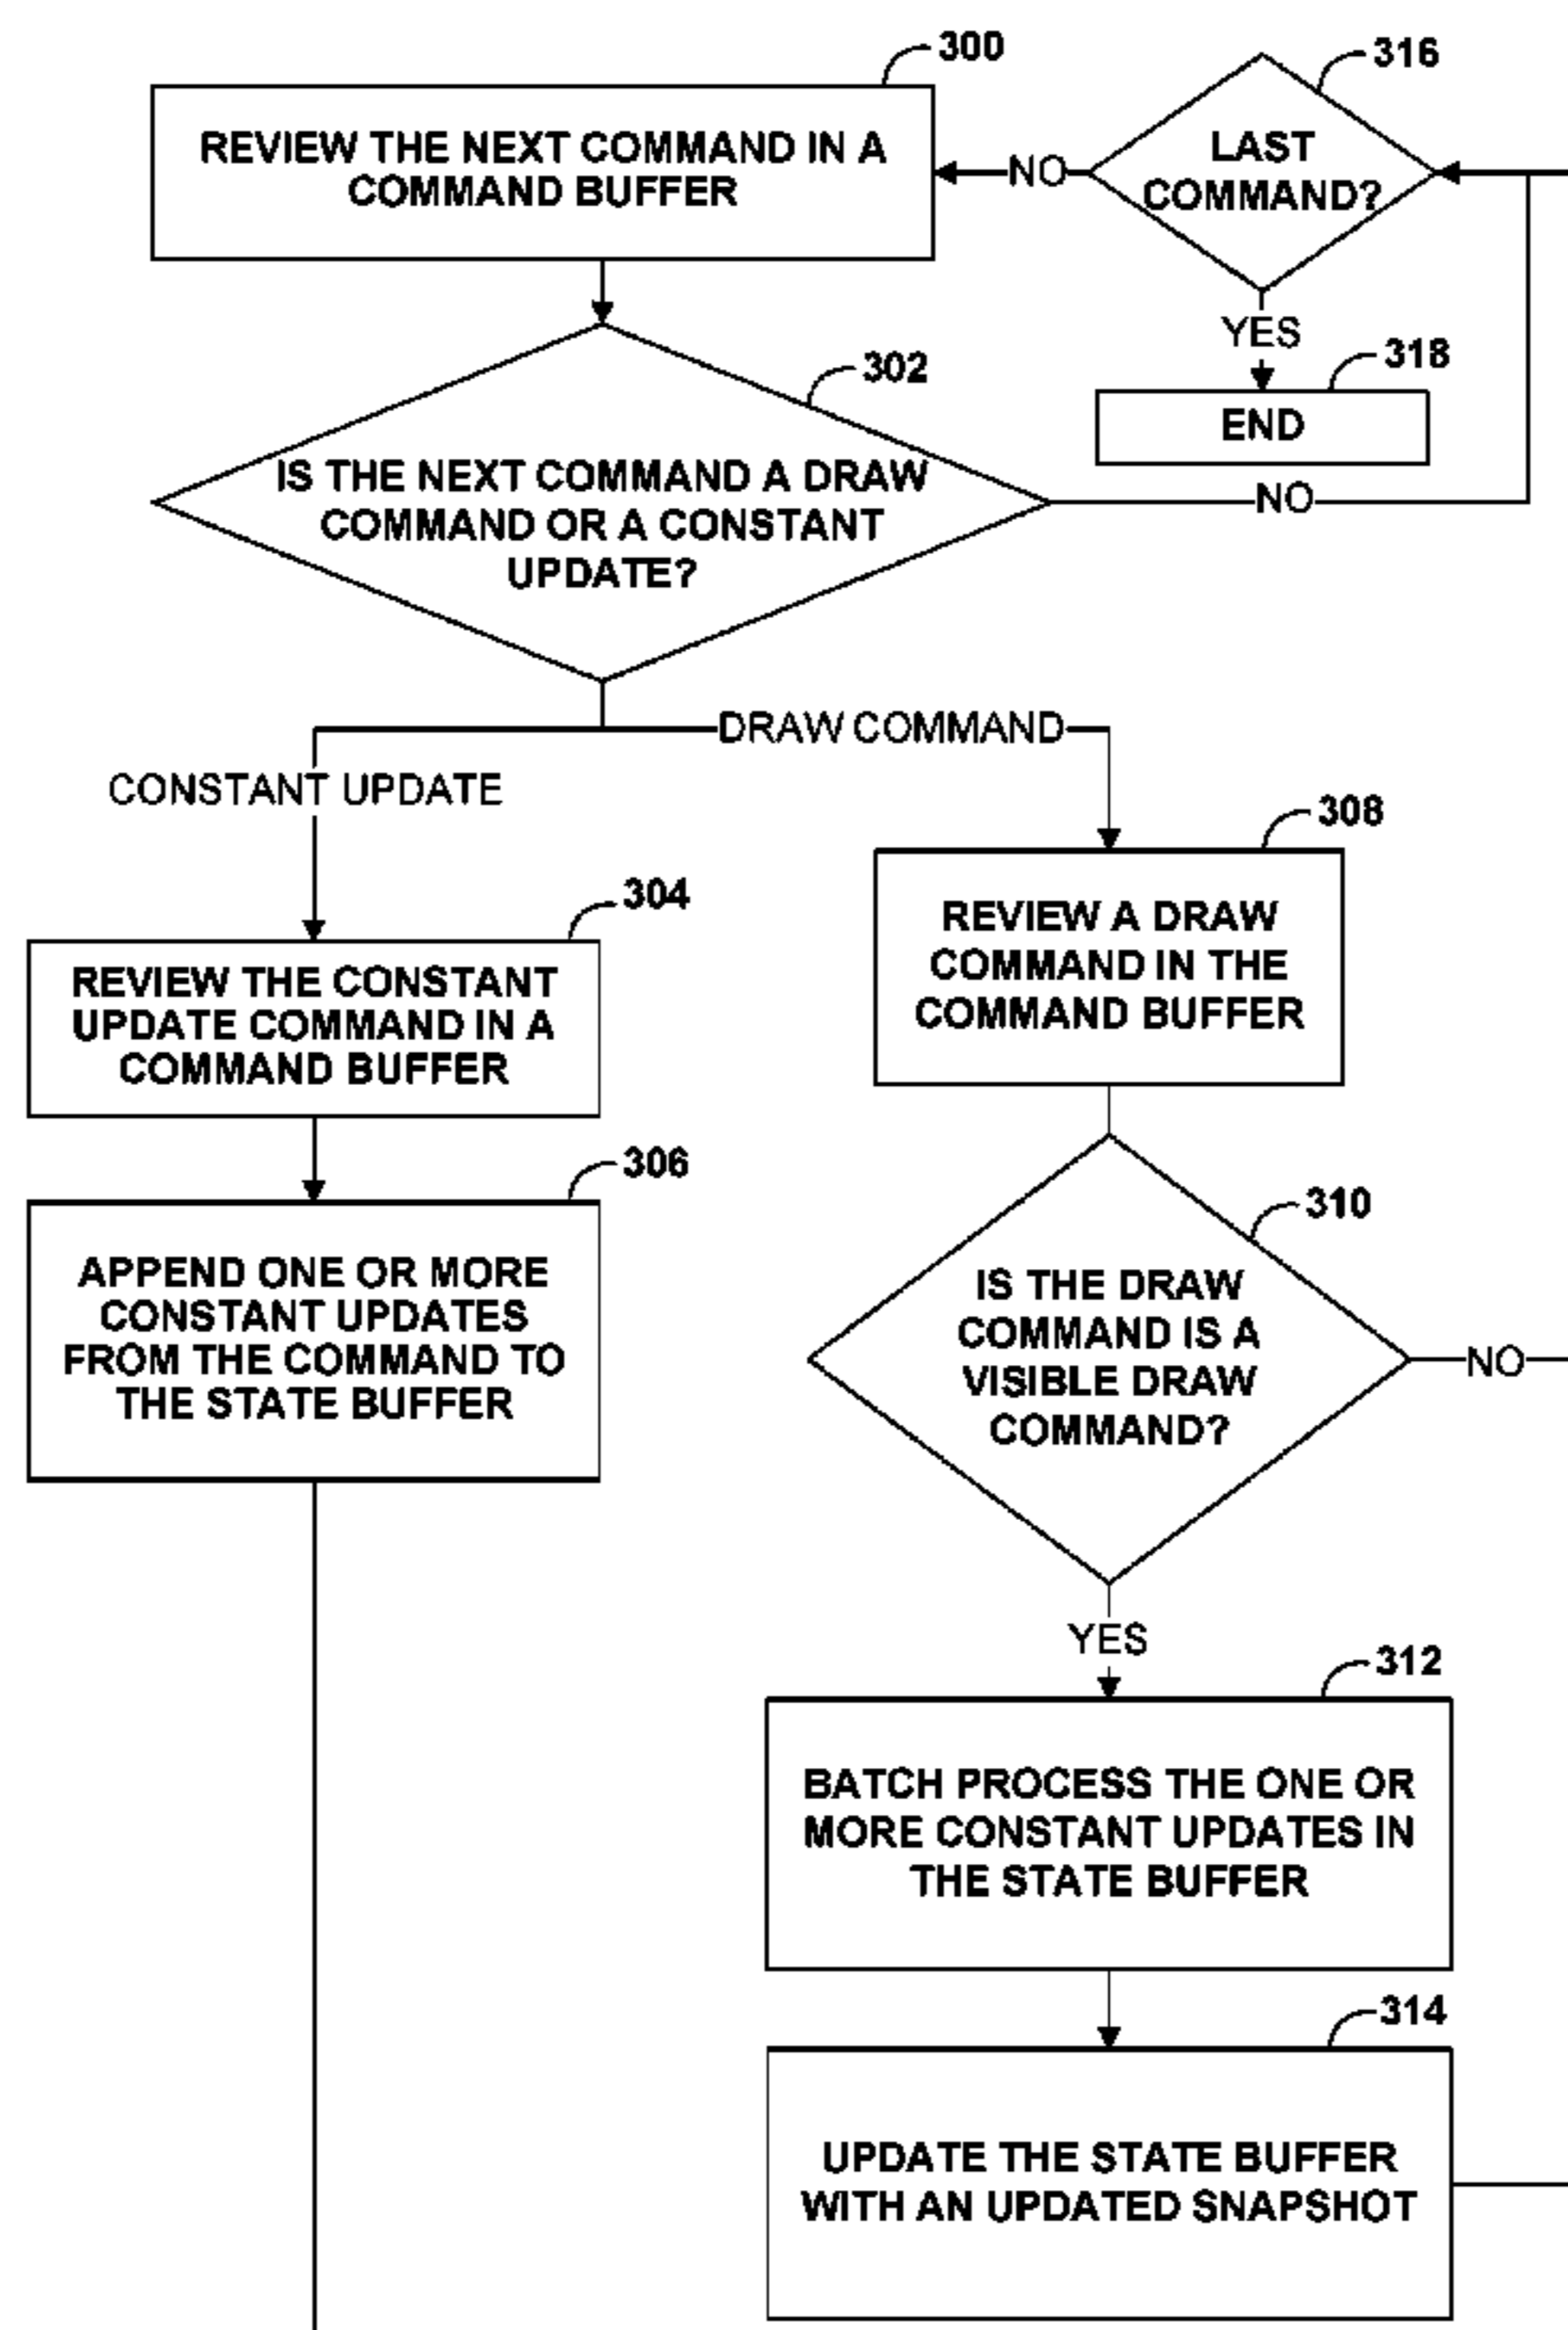 300
REVIEW THE NEXT COMMAND IN A
COMMAND BUFFER
316
LAST
COMMAND?
NO
YES
318
END
302
IS THE NEXT COMMAND A DRAW
COMMAND OR A CONSTANT
UPDATE?
NO
DRAW COMMAND
CONSTANT UPDATE
304
REVIEW THE CONSTANT
UPDATE COMMAND IN A
COMMAND BUFFER
306
APPEND ONE OR MORE
CONSTANT UPDATES
FROM THE COMMAND TO
THE STATE BUFFER
308
REVIEW A DRAW
COMMAND IN THE
COMMAND BUFFER
310
IS THE DRAW
COMMAND IS A
VISIBLE DRAW
COMMAND?
NO
YES
312
BATCH PROCESS THE ONE OR
MORE CONSTANT UPDATES IN
THE STATE BUFFER
314
UPDATE THE STATE BUFFER
WITH AN UPDATED SNAPSHOT